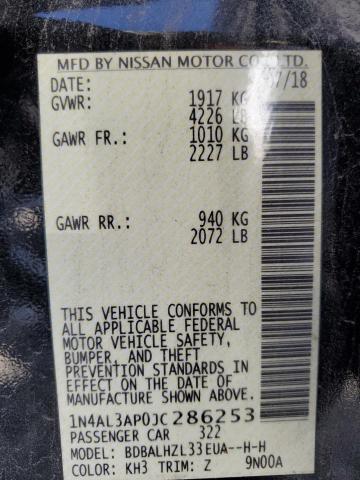 MFD BY NISSAN MOTOR CO., LTD.
DATE: 07/18
GVWR: 1917 KG
4226 LB
GAWR FR: 1010 KG
2227 LB
GAWR RR: 940 KG
2072 LB
THIS VEHICLE CONFORMS TO
ALL APPLICABLE FEDERAL
MOTOR VEHICLE SAFETY,
BUMPER, AND THEFT
PREVENTION STANDARDS IN
EFFECT ON THE DATE OF
MANUFACTURE SHOWN ABOVE.
1N4AL3AP0JC286253
PASSENGER CAR 322
MODEL: BDBALHZL33EUA--H-H
COLOR: KH3 TRIM: Z 9N00A